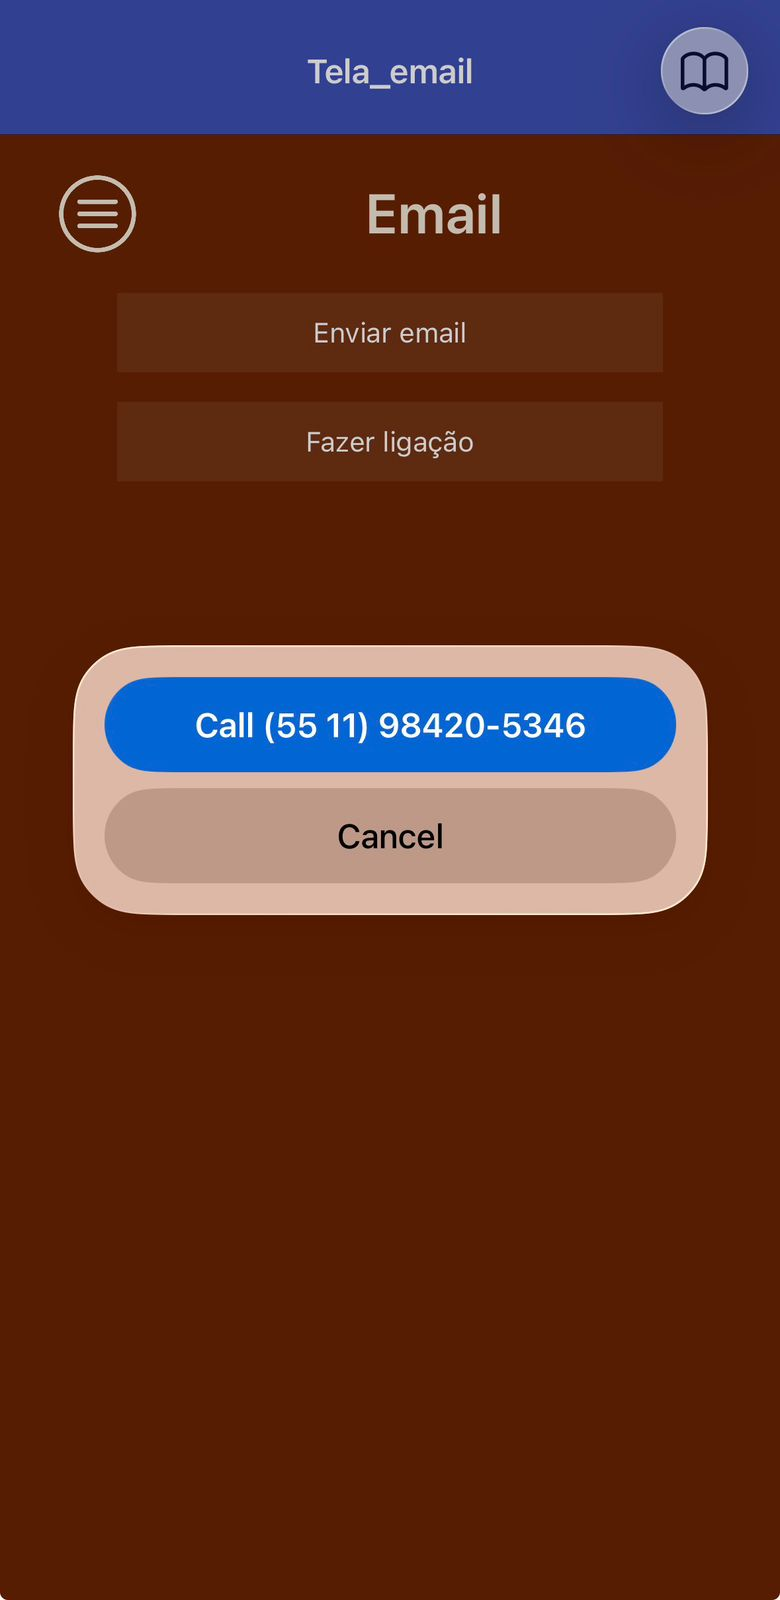 Tela_email
Email
Enviar email
Fazer ligação
Call (55 11) 98420-5346
Cancel